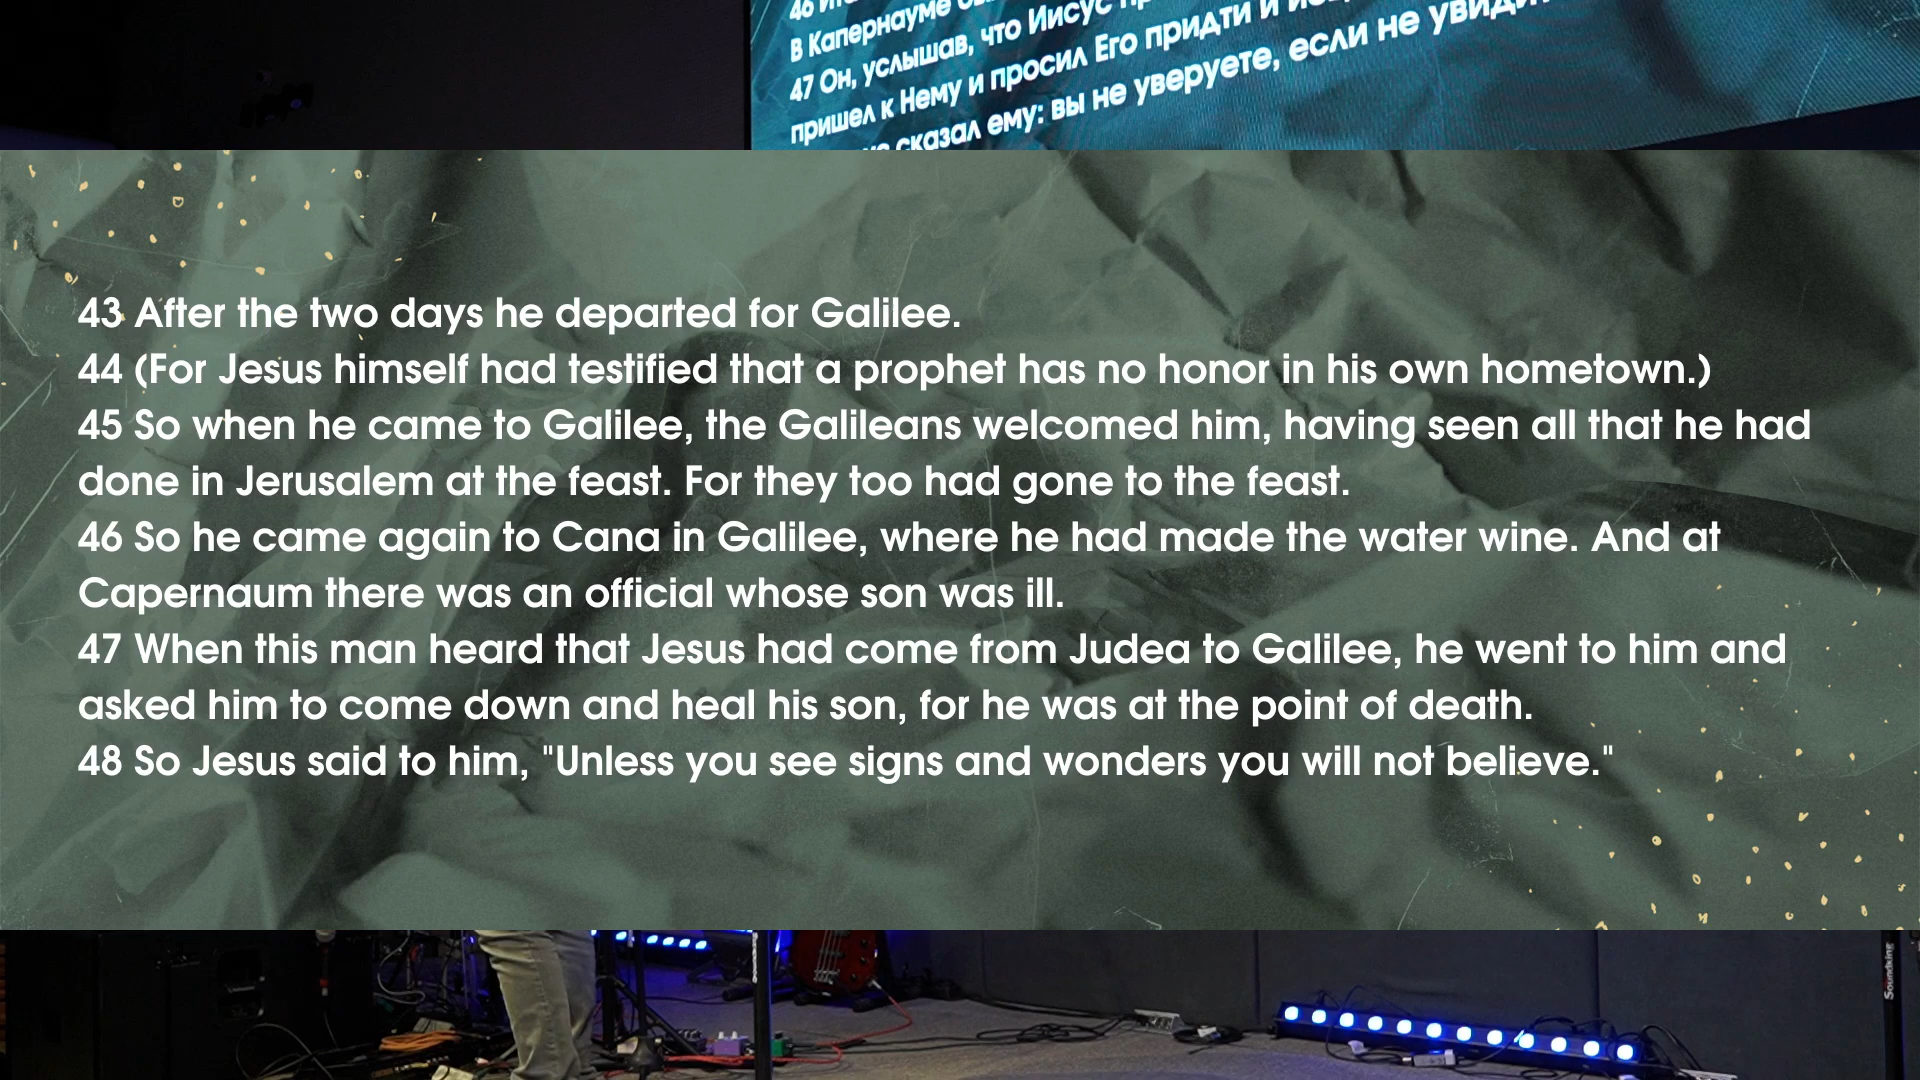 В Капернауме
47 Он, услышав, что Иисус
пришел к Нему и просил Его придти и
сказал ему: вы не уверуете, если не
43 After the two days he departed for Galilee.
44 (For Jesus himself had testified that a prophet has no honor in his own hometown.)
45 So when he came to Galilee, the Galileans welcomed him, having seen all that he had
done in Jerusalem at the feast. For they too had gone to the feast.
46 So he came again to Cana in Galilee, where he had made the water wine. And at
Capernaum there was an official whose son was ill.
47 When this man heard that Jesus had come from Judea to Galilee, he went to him and
asked him to come down and heal his son, for he was at the point of death.
48 So Jesus said to him, "Unless you see signs and wonders you will not believe."
Soundking